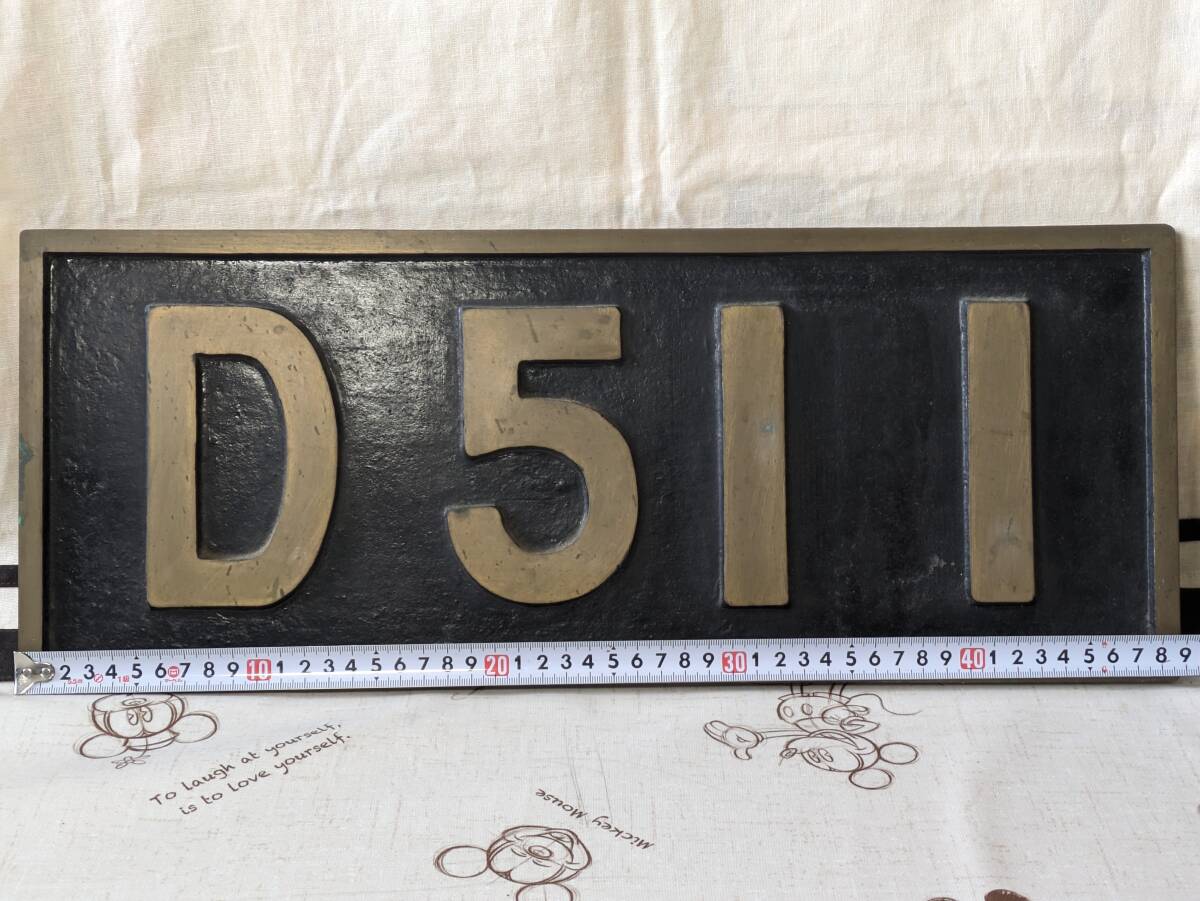 D511
2 3 4 5 6 7 8 9 10 1 2 3 4 5 6 7 8 9 20 1 2 3 4 5 6 7 8 9 30 1 2 3 4 5 6 7 8 9 40 1 2 3 4 5 6 7 8 9
To laugh at yourself,
is to love yourself.
Mickey Mouse